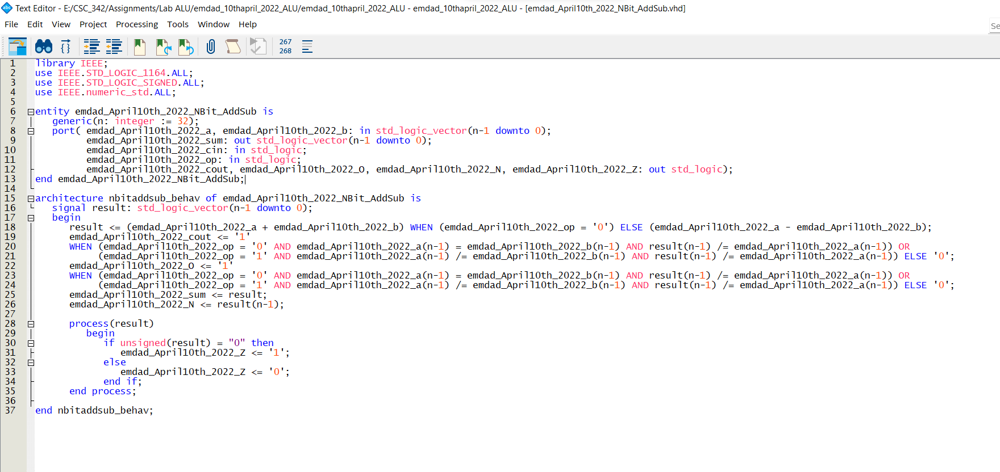 Text Editor - E:/CSC_342/Assignments/Lab ALU/emdad_10thapril_2022_ALU/emdad_10thapril_2022_ALU - emdad_10thapril_2022_ALU - [emdad_April10th_2022_NBit_AddSub.vhd]
File Edit View Project Processing Tools Window Help
Se
267
268
1 library IEEE;
2 use IEEE.STD_LOGIC_1164.ALL;
3 use IEEE.STD_LOGIC_SIGNED.ALL;
4 use IEEE.numeric_std.ALL;
5
6 entity emdad_April10th_2022_NBit_AddSub is
7 generic(n: integer := 32);
8 port( emdad_April10th_2022_a, emdad_April10th_2022_b: in std_logic_vector(n-1 downto 0);
9 emdad_April10th_2022_sum: out std_logic_vector(n-1 downto 0);
10 emdad_April10th_2022_cin: in std_logic;
11 emdad_April10th_2022_op: in std_logic;
12 emdad_April10th_2022_cout, emdad_April10th_2022_O, emdad_April10th_2022_N, emdad_April10th_2022_Z: out std_logic);
13 end emdad_April10th_2022_NBit_AddSub;
14
15 architecture nbitaddsub_behav of emdad_April10th_2022_NBit_AddSub is
16 signal result: std_logic_vector(n-1 downto 0);
17 begin
18 result <= (emdad_April10th_2022_a + emdad_April10th_2022_b) WHEN (emdad_April10th_2022_op = '0') ELSE (emdad_April10th_2022_a - emdad_April10th_2022_b);
19 emdad_April10th_2022_cout <= '1'
20 WHEN (emdad_April10th_2022_op = '0' AND emdad_April10th_2022_a(n-1) = emdad_April10th_2022_b(n-1) AND result(n-1) /= emdad_April10th_2022_a(n-1)) OR
21 (emdad_April10th_2022_op = '1' AND emdad_April10th_2022_a(n-1) /= emdad_April10th_2022_b(n-1) AND result(n-1) /= emdad_April10th_2022_a(n-1)) ELSE '0';
22 emdad_April10th_2022_O <= '1'
23 WHEN (emdad_April10th_2022_op = '0' AND emdad_April10th_2022_a(n-1) = emdad_April10th_2022_b(n-1) AND result(n-1) /= emdad_April10th_2022_a(n-1)) OR
24 (emdad_April10th_2022_op = '1' AND emdad_April10th_2022_a(n-1) /= emdad_April10th_2022_b(n-1) AND result(n-1) /= emdad_April10th_2022_a(n-1)) ELSE '0';
25 emdad_April10th_2022_sum <= result;
26 emdad_April10th_2022_N <= result(n-1);
27
28 process(result)
29 begin
30 if unsigned(result) = "0" then
31 emdad_April10th_2022_Z <= '1';
32 else
33 emdad_April10th_2022_Z <= '0';
34 end if;
35 end process;
36
37 end nbitaddsub_behav;